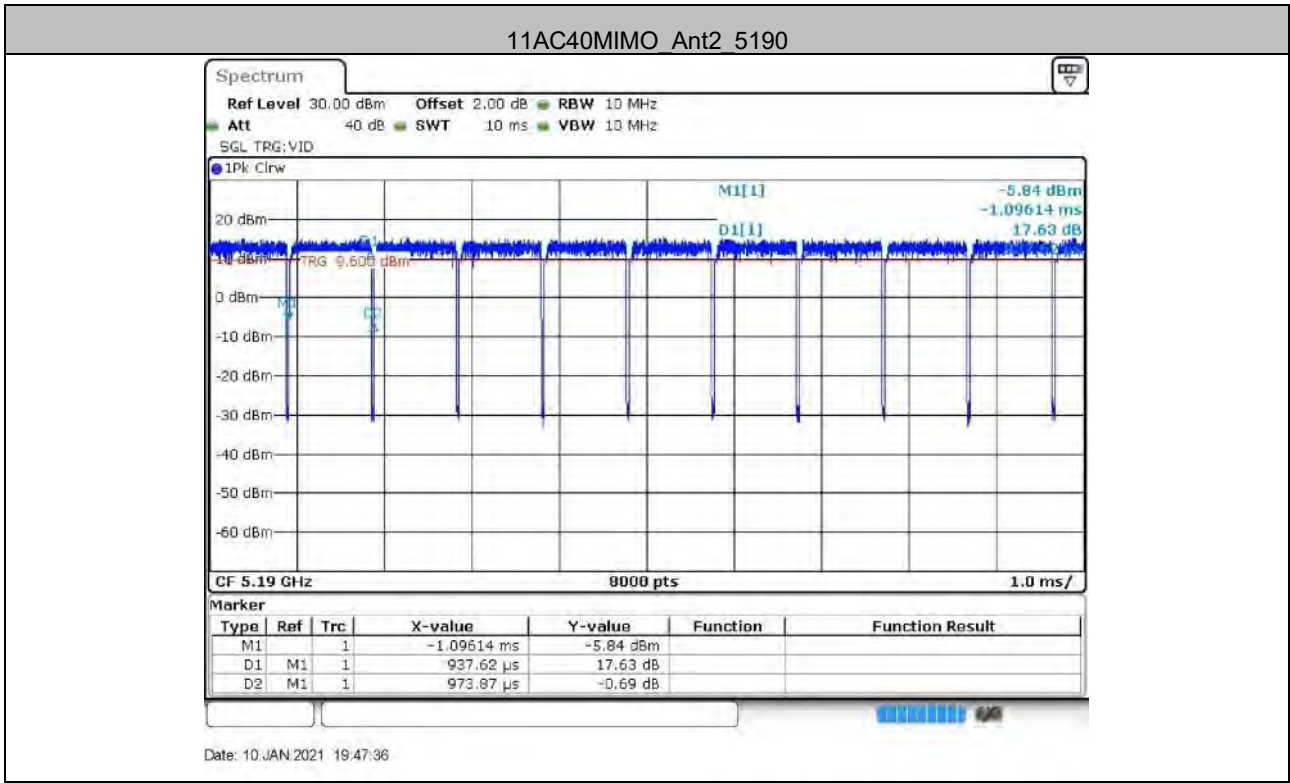 11AC40MIMO_Ant2_5190
Spectrum
Ref Level 30.00 dBm Offset 2.00 dB RBW 10 MHz
Att 40 dB SWT 10 ms VBW 10 MHz
SGL TRG:VID
1Pk Clrw
M1[1] -5.84 dBm
-1.09614 ms
20 dBm
D1[1] 17.63 dB
D1
10 dBm
TRG 9.600 dBm
0 dBm
M1
D2
-10 dBm
-20 dBm
-30 dBm
-40 dBm
-50 dBm
-60 dBm
CF 5.19 GHz 8000 pts 1.0 ms/
Marker
Type Ref Trc X-value Y-value Function Function Result
M1 1 -1.09614 ms -5.84 dBm
D1 M1 1 937.62 µs 17.63 dB
D2 M1 1 973.87 µs -0.69 dB
Date: 10.JAN.2021 19:47:36